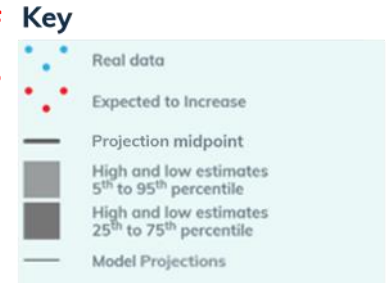 Key
Real data
Expected to Increase
Projection midpoint
High and low estimates
5th to 95th percentile
High and low estimates
25th to 75th percentile
Model Projections